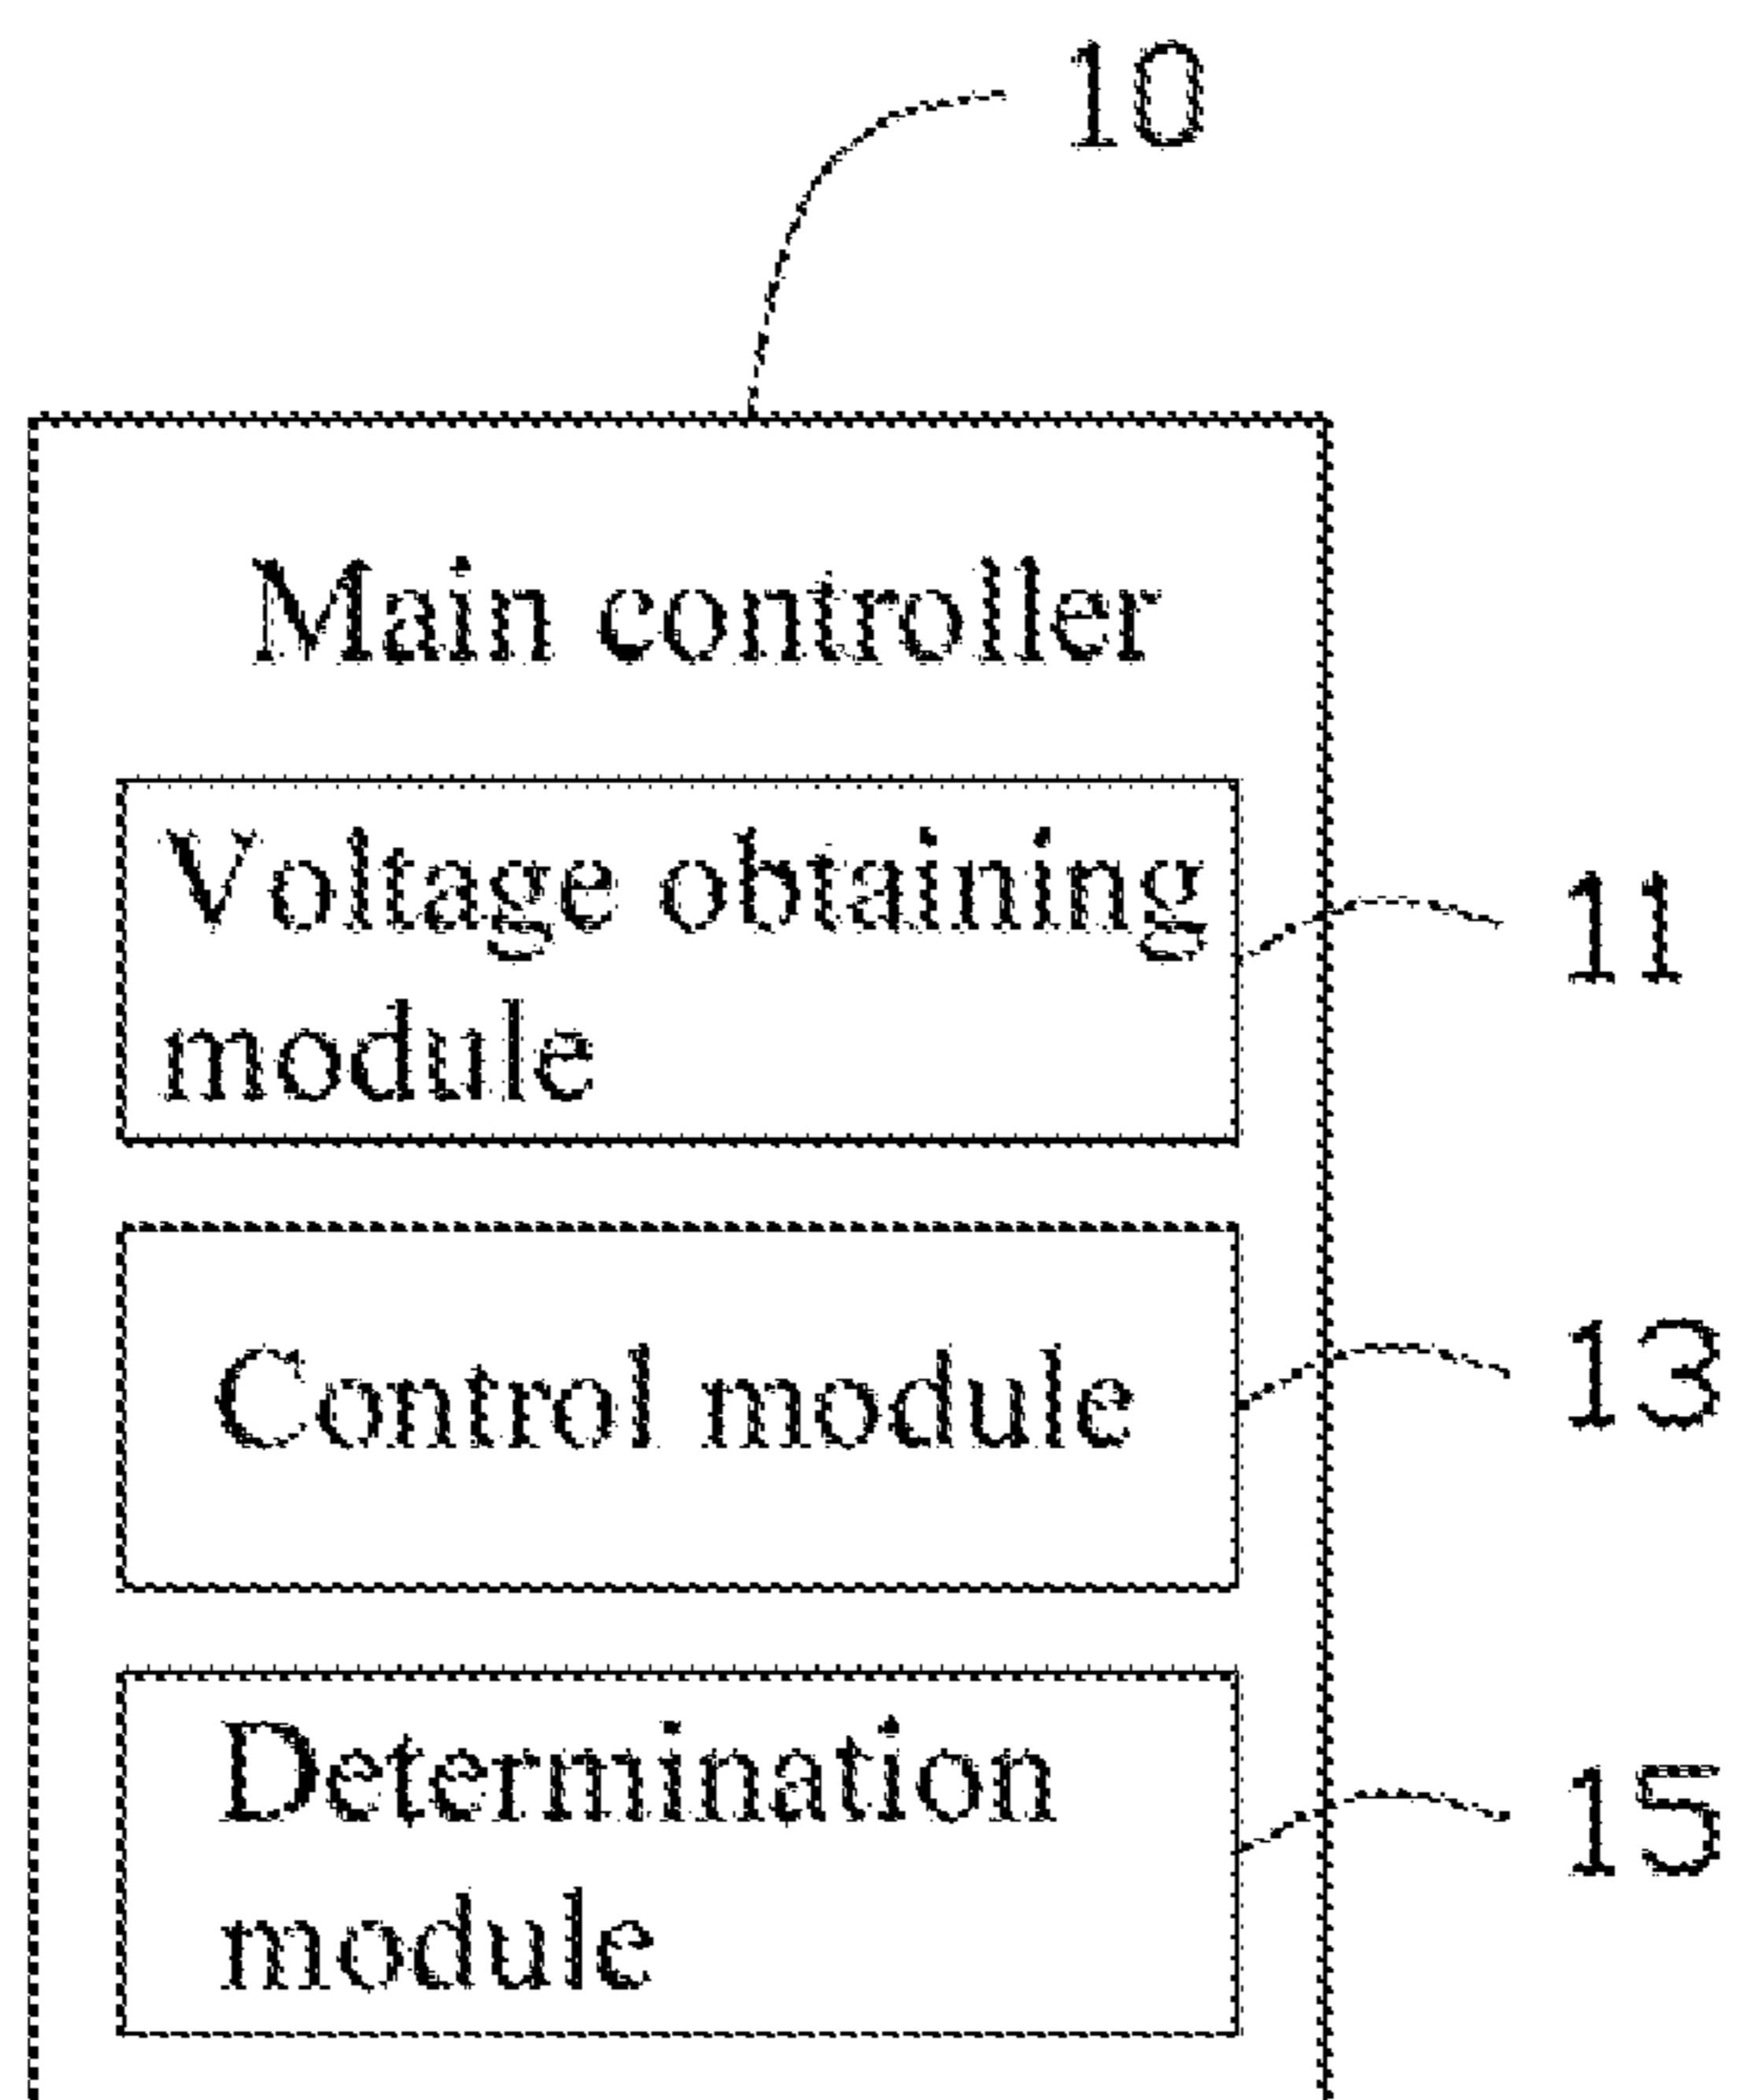 10
Main controller
Voltage obtaining
module
11
Control module
13
Determination
module
15